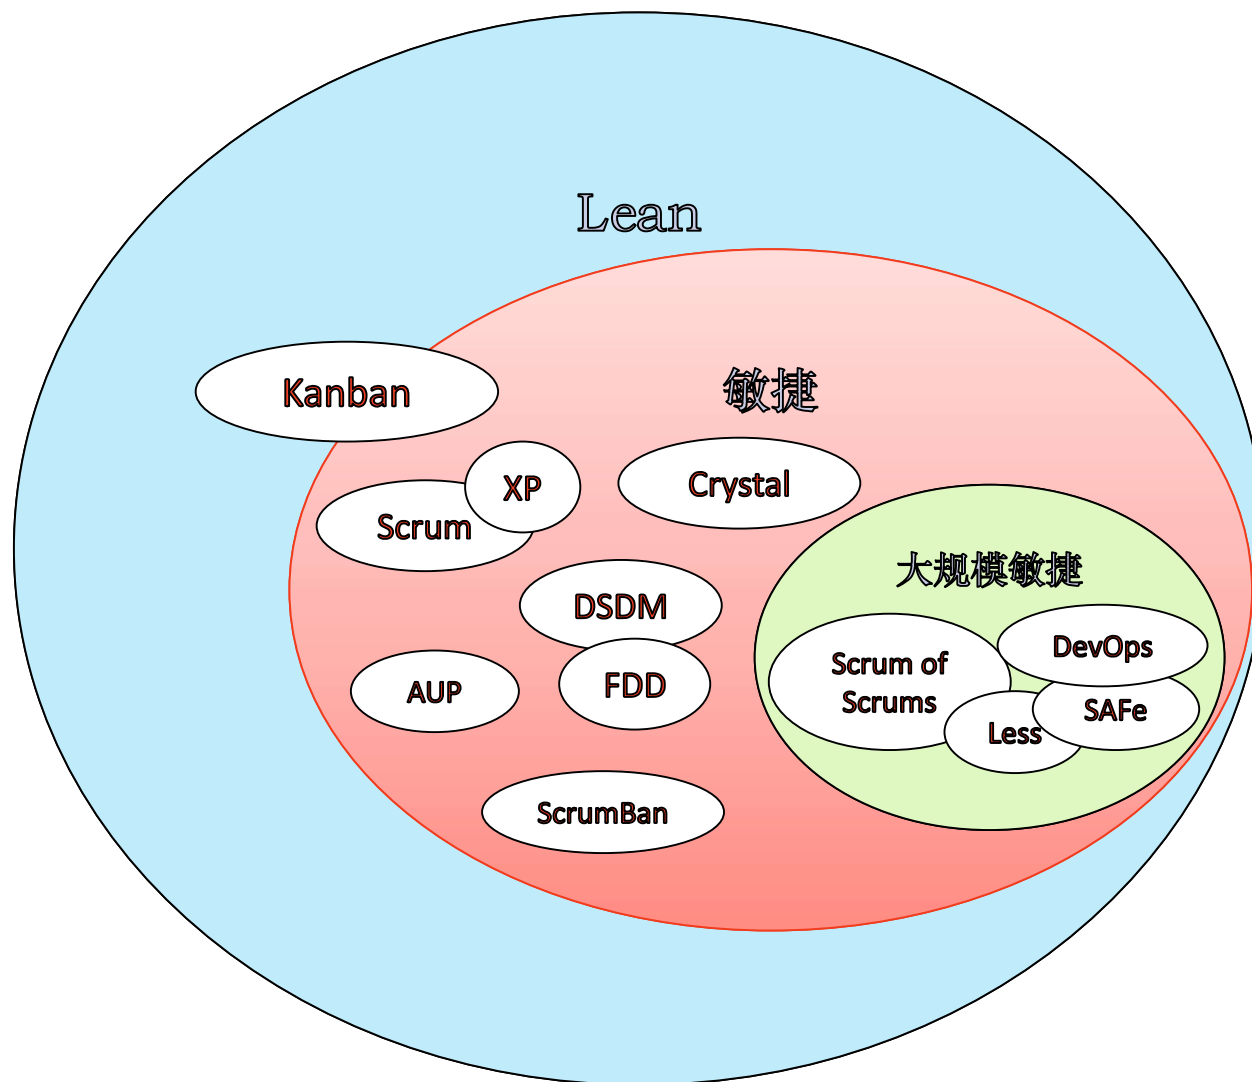 Lean
敏捷
Kanban
XP
Scrum
Crystal
大规模敏捷
DSDM
FDD
AUP
ScrumBan
Scrum of
Scrums
DevOps
SAFe
Less